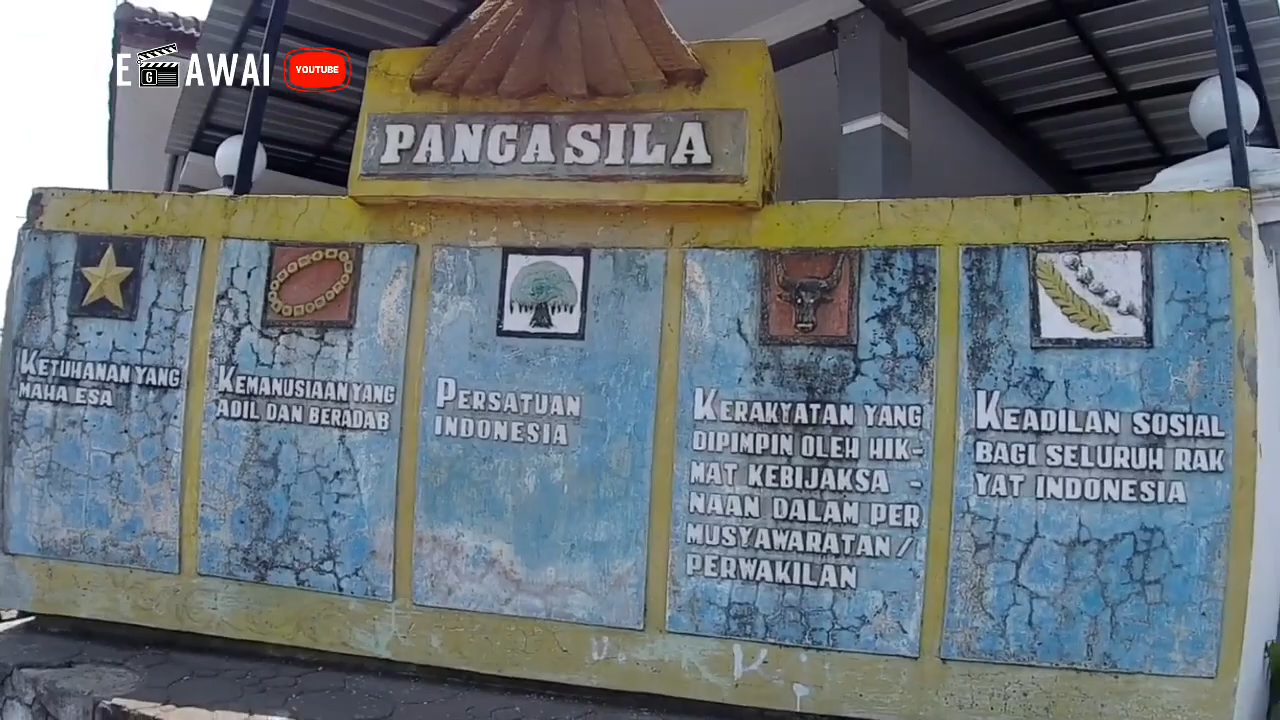 E AWAI
G
YOUTUBE
PANCASILA
KETUHANAN YANG
MAHA ESA
KEMANUSIAAN YANG
ADIL DAN BERADAB
PERSATUAN
INDONESIA
KERAKYATAN YANG
DIPIMPIN OLEH HIK-
MAT KEBIJAKSA -
NAAN DALAM PER
MUSYAWARATAN/
PERWAKILAN
KEADILAN SOSIAL
BAGI SELURUH RAK
YAT INDONESIA